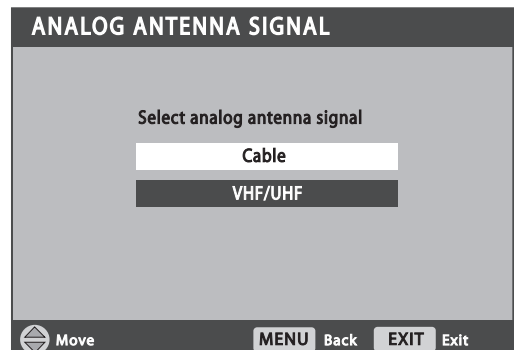 ANALOG ANTENNA SIGNAL
Select analog antenna signal
Cable
VHF/UHF
Move MENU Back EXIT Exit